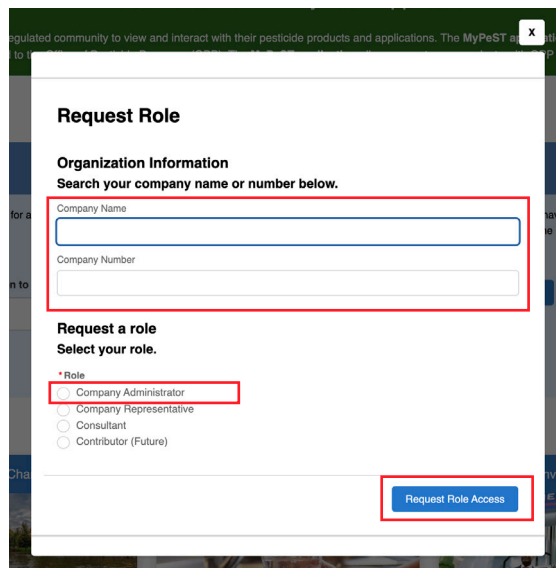 regulated community to view and interact with their pesticide products and applications. The MyPeST
X
Request Role
Organization Information
Search your company name or number below.
Company Name
Company Number
for a
n to
Request a role
Select your role.
*Role
Company Administrator
Company Representative
Consultant
Contributor (Future)
Request Role Access